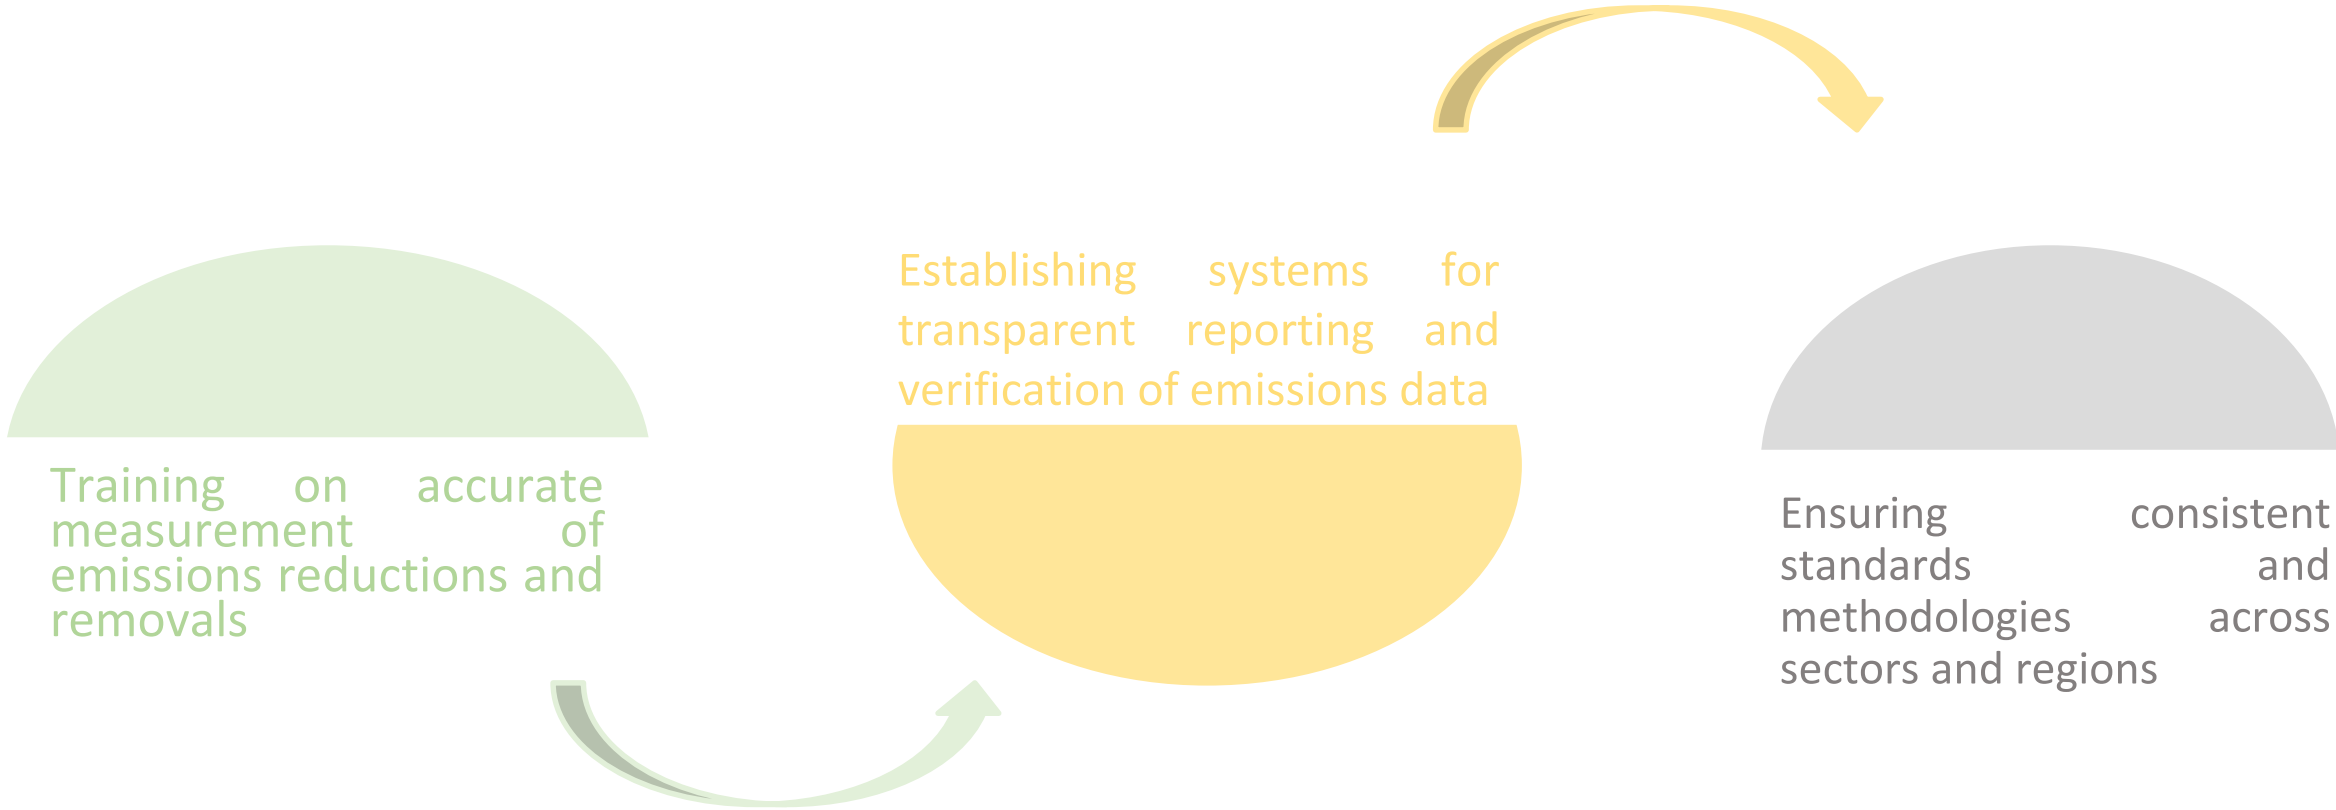 Training on accurate
measurement of
emissions reductions and
removals
Establishing systems for
transparent reporting and
verification of emissions data
Ensuring consistent
standards and
methodologies across
sectors and regions